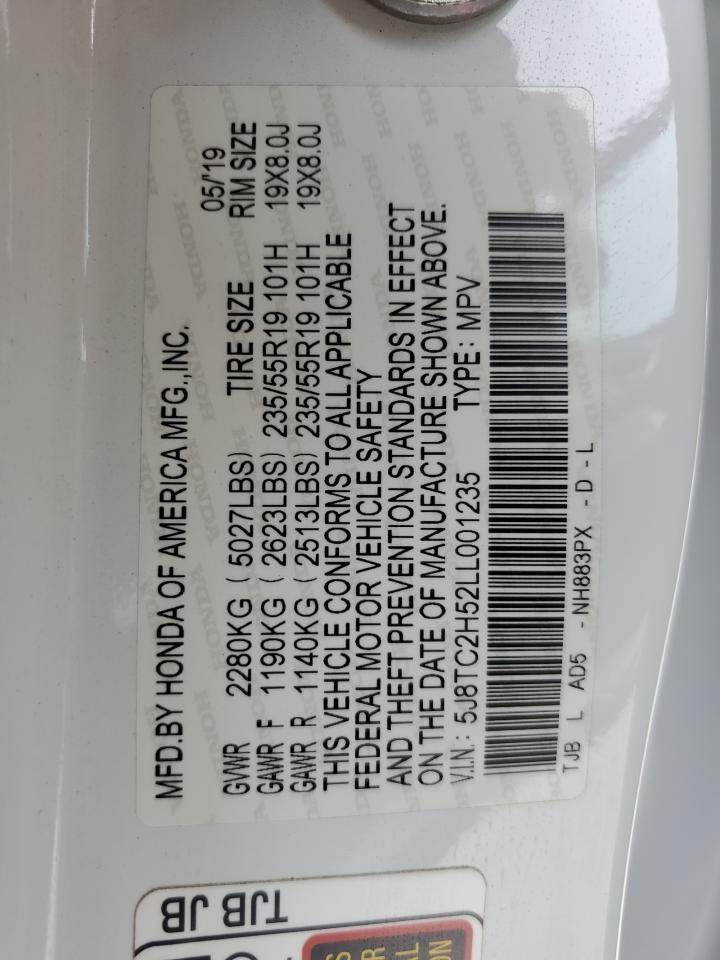 MFD.BY HONDA OF AMERICA MFG.,INC.
05/'19
GVWR 2280KG ( 5027LBS) TIRE SIZE RIM SIZE
GAWR F 1190KG ( 2623LBS) 235/55R19 101H 19X8.0J
GAWR R 1140KG ( 2513LBS) 235/55R19 101H 19X8.0J
THIS VEHICLE CONFORMS TO ALL APPLICABLE
FEDERAL MOTOR VEHICLE SAFETY
AND THEFT PREVENTION STANDARDS IN EFFECT
ON THE DATE OF MANUFACTURE SHOWN ABOVE.
V.I.N.: 5J8TC2H52LL001235 TYPE: MPV
TJB L AD5 - NH883PX - D - L
TJB JB